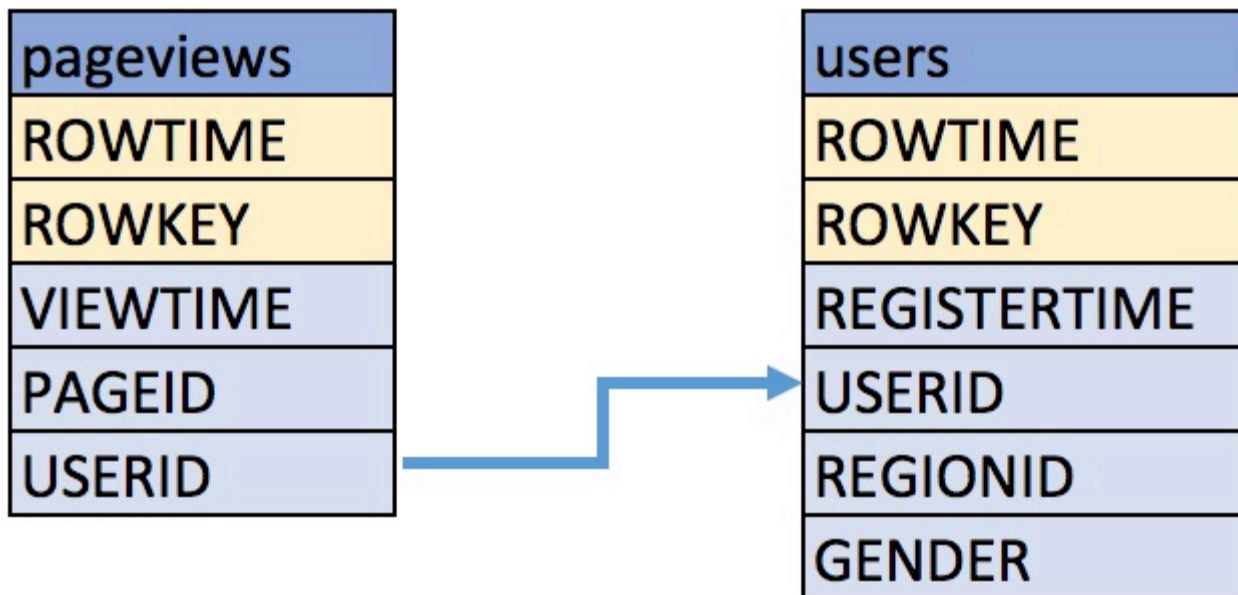 pageviews
ROWTIME
ROWKEY
VIEWTIME
PAGEID
USERID
users
ROWTIME
ROWKEY
REGISTERTIME
USERID
REGIONID
GENDER